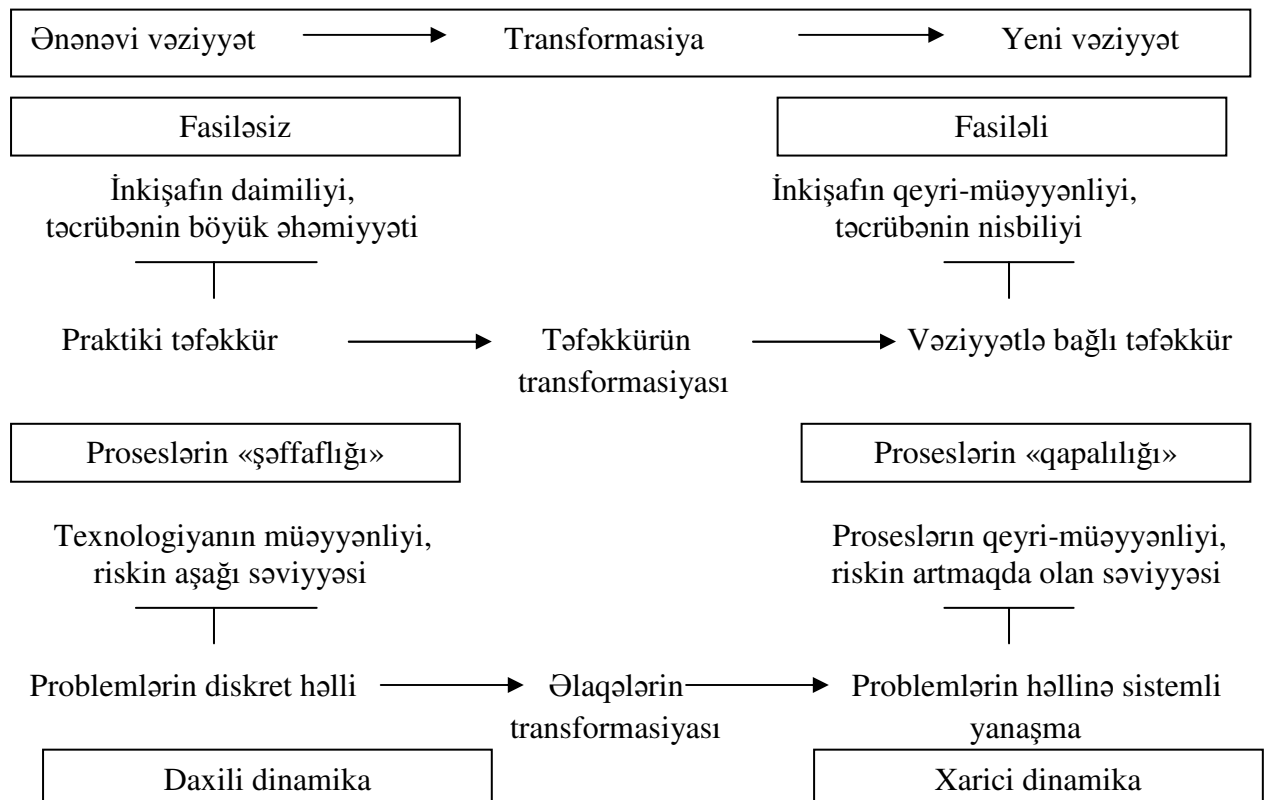 Ənənəvi vəziyyət Transformasiya Yeni vəziyyət
Fasiləsiz Fasiləli
İnkişafın daimiliyi, İnkişafın qeyri-müəyyənliyi,
təcrübənin böyük əhəmiyyəti təcrübənin nisbiliyi
Praktiki təfəkkür Təfəkkürün Vəziyyətlə bağlı təfəkkür
transformasiyası
Proseslərin «şəffaflığı» Proseslərin «qapalılığı»
Texnologiyanın müəyyənliyi, Proseslərın qeyri-müəyyənliyi,
riskin aşağı səviyyəsi riskin artmaqda olan səviyyəsi
Problemlərin diskret həlli Əlaqələrin Problemlərin həllinə sistemli
transformasiyası yanaşma
Daxili dinamika Xarici dinamika